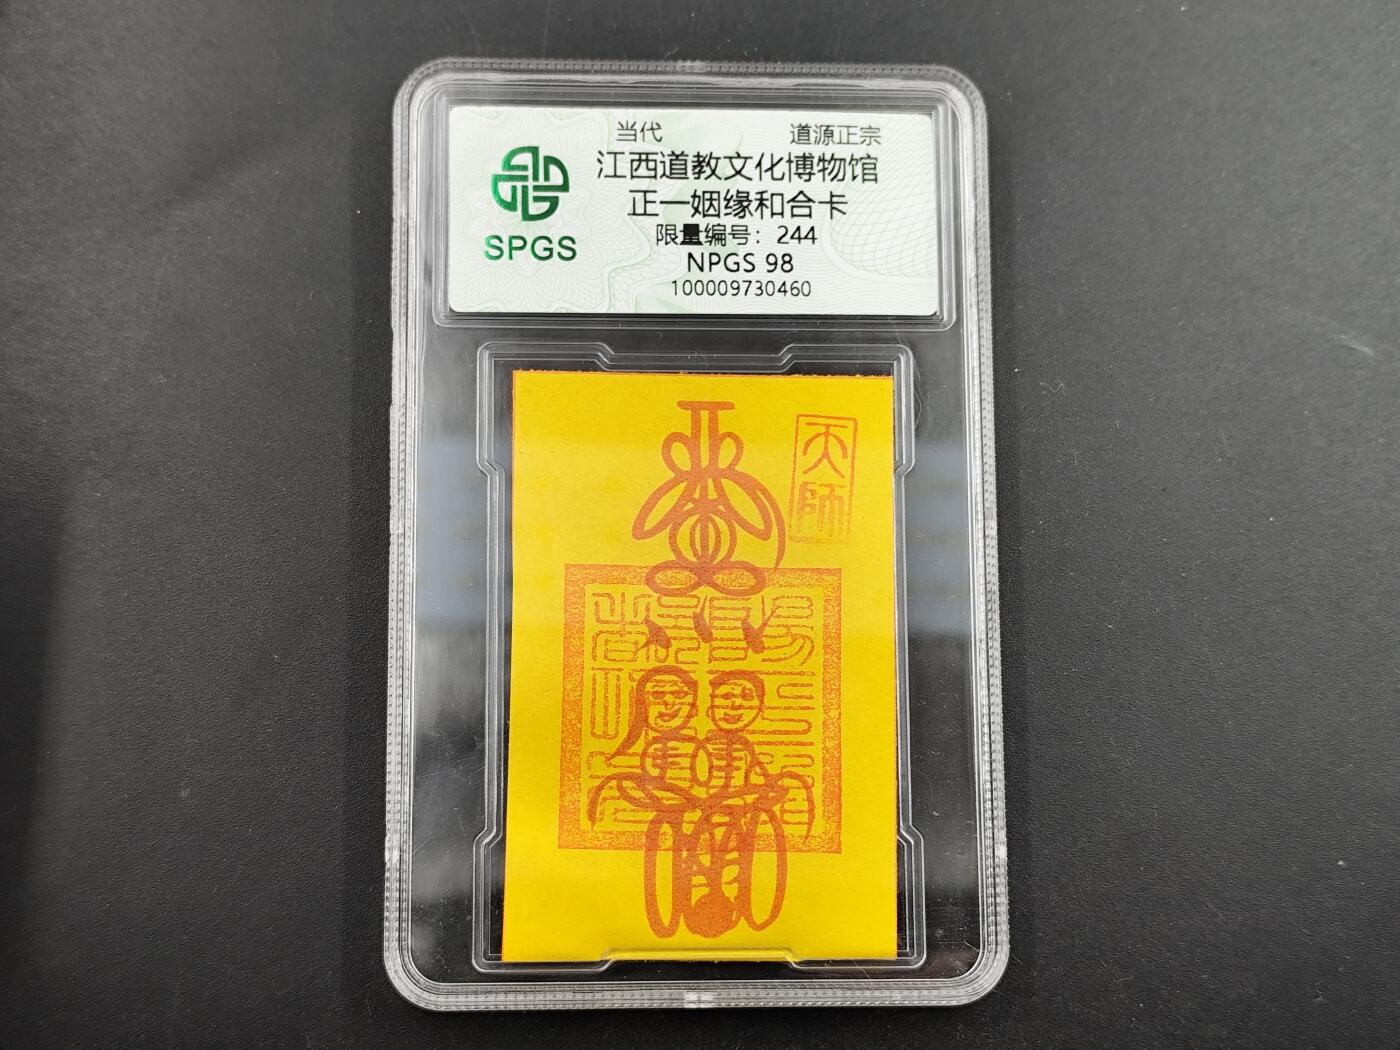 当代 道源正宗
江西道教文化博物馆
正一姻缘和合卡
限量编号：244
SPGS
NPGS 98
100009730460
天師